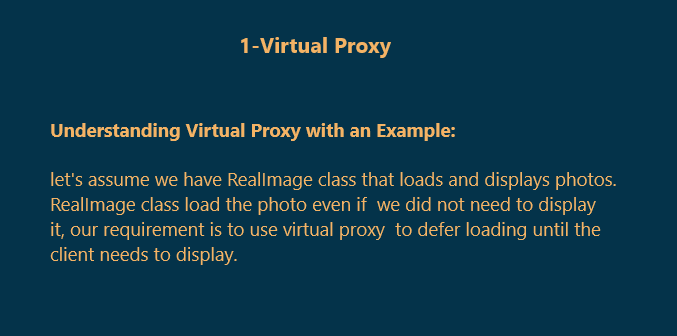 1-Virtual Proxy
Understanding Virtual Proxy with an Example:
let's assume we have RealImage class that loads and displays photos.
RealImage class load the photo even if  we did not need to display
it, our requirement is to use virtual proxy  to defer loading until the
client needs to display.